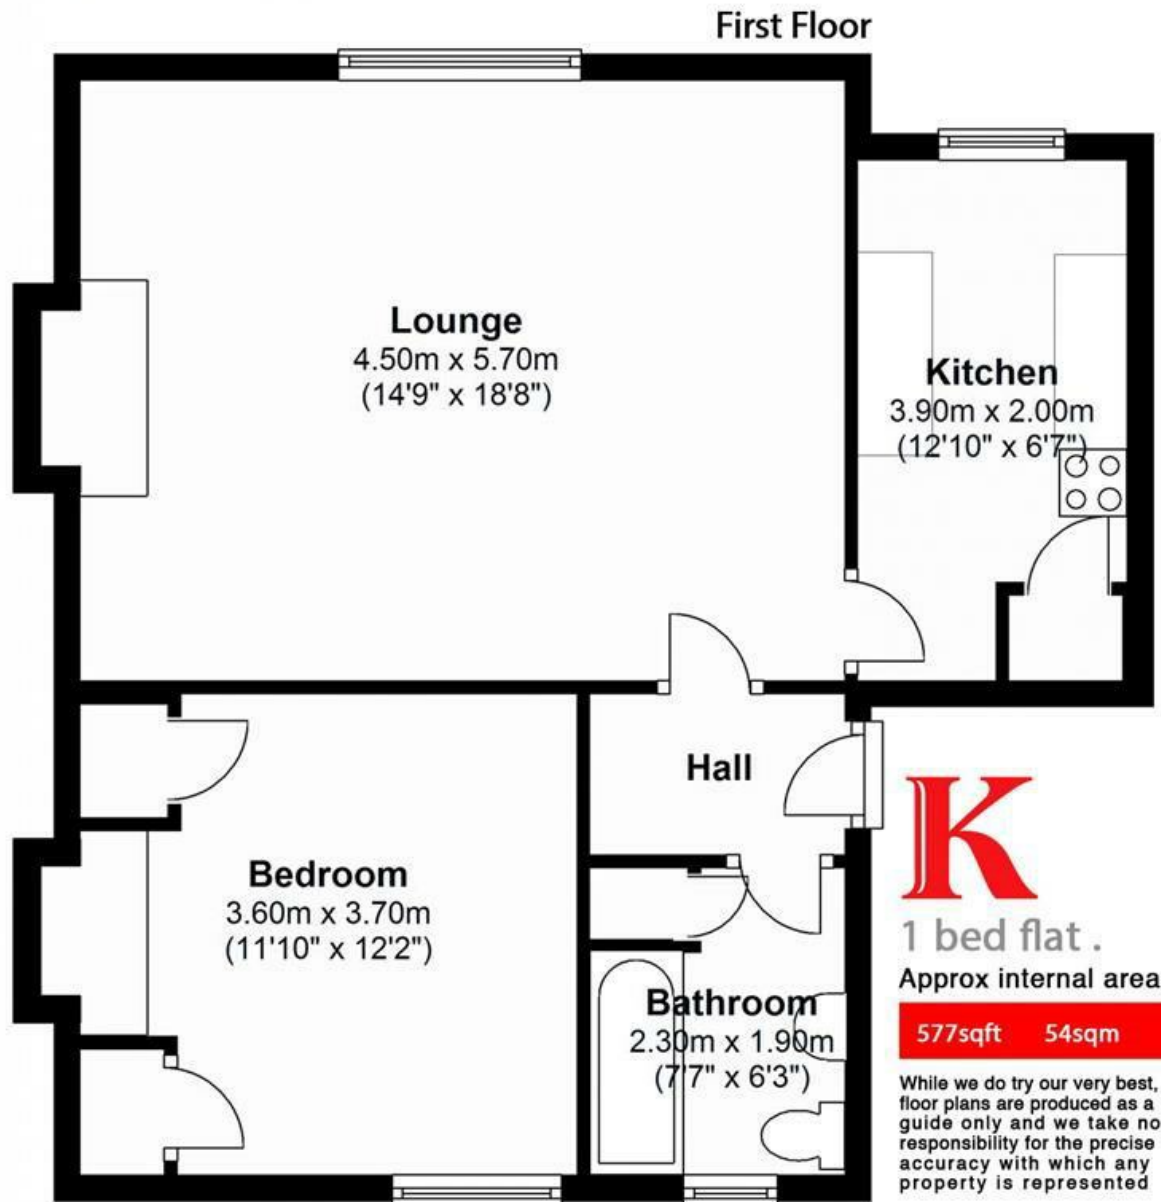 First Floor
Lounge
4.50m x 5.70m
(14'9" x 18'8")
Kitchen
3.90m x 2.00m
(12'10" x 6'7")
Hall
Bedroom
3.60m x 3.70m
(11'10" x 12'2")
Bathroom
2.30m x 1.90m
(7'7" x 6'3")
K
1 bed flat .
Approx internal area
577sqft 54sqm
While we do try our very best,
floor plans are produced as a
guide only and we take no
responsibility for the precise
accuracy with which any
property is represented